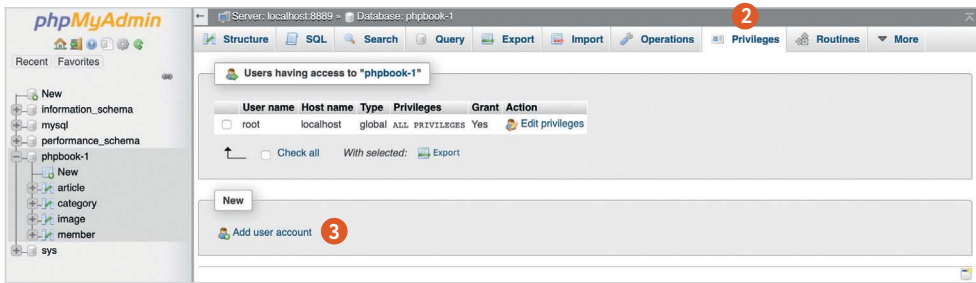 phpMyAdmin
Recent Favorites
New
information_schema
mysql
performance_schema
phpbook-1
New
article
category
image
member
sys
Server: localhost:8889 » Database: phpbook-1
2
Structure SQL Search Query Export Import Operations Privileges Routines More
Users having access to "phpbook-1"
User name Host name Type Privileges Grant Action
root localhost global ALL PRIVILEGES Yes Edit privileges
Check all With selected: Export
New
Add user account 3